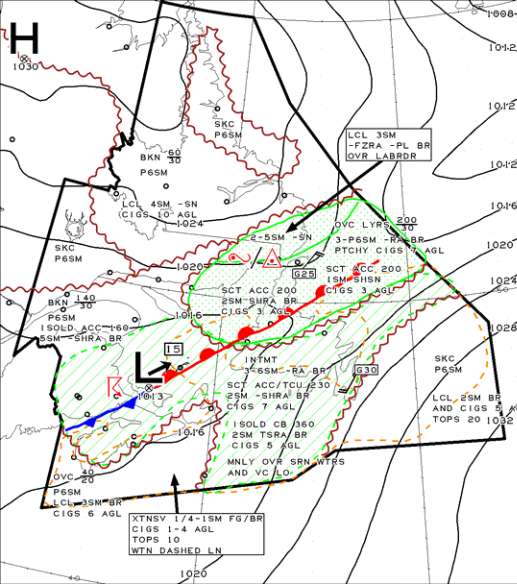 H
1030
1008
1012
1012
1012
1016
1020
1024
1028
1032
SKC
P6SM
BKN 60/30
P6SM
LCL 3SM
-FZRA -PL BR
OVR LABRDR
LCL 4SM -SN
CIGS 10 AGL
1024
OVC LYRS 200/30
3-P6SM -RA BR
PTCHY CIGS 7 AGL
2-5SM -SN
SKC
P6SM
1020
G25
SCT ACC 200
1SM SHSN
CIGS 3 AGL
SCT ACC 200
2SM SHRA BR
CIGS 3 AGL
BKN 140/30
P6SM
ISOLD ACC 160
5SM -SHRA BR
1016
15
L
1013
INTMT
3-6SM -RA BR
G30
SKC
P6SM
SCT ACC/TCU 230
2SM -SHRA BR
CIGS 7 AGL
LCL 2SM BR
AND CIGS 5
TOPS 20
ISOLD CB 360
2SM TSRA BR
CIGS 5 AGL
1016
MNLY OVR SRN WTRS
AND VC LO
OVC 40/20
P6SM
LCL 3SM BR
CIGS 6 AGL
XTNSV 1/4-1SM FG/BR
CIGS 1-4 AGL
TOPS 10
WTN DASHED LN
1020
40
50